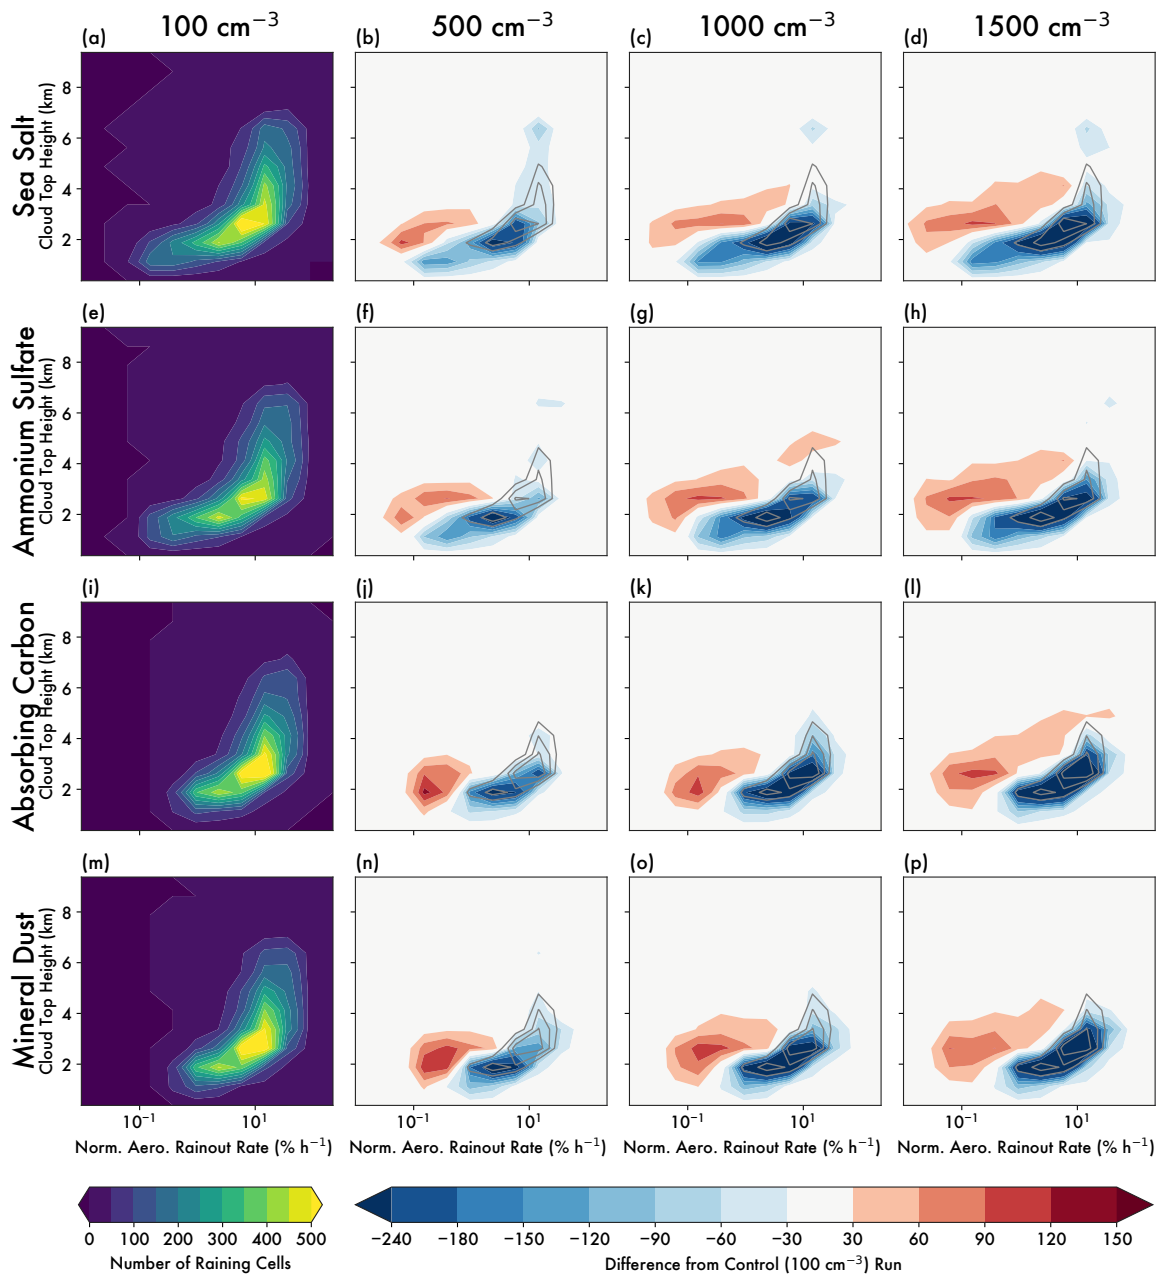 100 cm−3 500 cm−3 1000 cm−3 1500 cm−3
(a) (b) (c) (d)
Sea Salt
Cloud Top Height (km)
8
6
4
2
(e) (f) (g) (h)
Ammonium Sulfate
Cloud Top Height (km)
8
6
4
2
(i) (j) (k) (l)
Absorbing Carbon
Cloud Top Height (km)
8
6
4
2
(m) (n) (o) (p)
Mineral Dust
Cloud Top Height (km)
8
6
4
2
10−1 101 10−1 101 10−1 101 10−1 101
Norm. Aero. Rainout Rate (% h−1) Norm. Aero. Rainout Rate (% h−1) Norm. Aero. Rainout Rate (% h−1) Norm. Aero. Rainout Rate (% h−1)
0 100 200 300 400 500
Number of Raining Cells
−240 −180 −150 −120 −90 −60 −30 30 60 90 120 150
Difference from Control (100 cm−3) Run